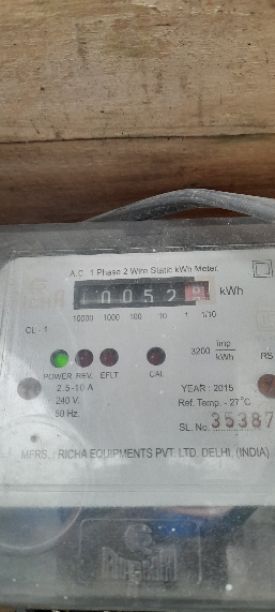 A.C. 1 Phase 2 Wire Static kWh Meter.
0052 kWh
10000 1000 100 10 1 1/10
CL - 1
3200 imp/kWh
POWER REV. EFLT CAL RS
2.5-10 A YEAR : 2015
240 V. Ref. Temp. - 27°C
50 Hz. SL. No. 35387
MFRS. : RICHA EQUIPMENTS PVT. LTD. DELHI. (INDIA)